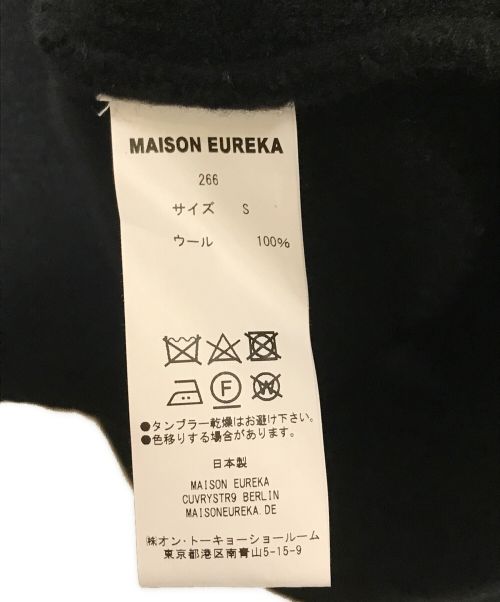 MAISON EUREKA
266
サイズ S
ウール 100%
F
W
●タンブラー乾燥はお避け下さい。
●色移りする場合があります。
日本製
MAISON EUREKA
CUVRYSTR9 BERLIN
MAISONEUREKA.DE
㈱オン・トーキョーショールーム
東京都港区南青山5-15-9